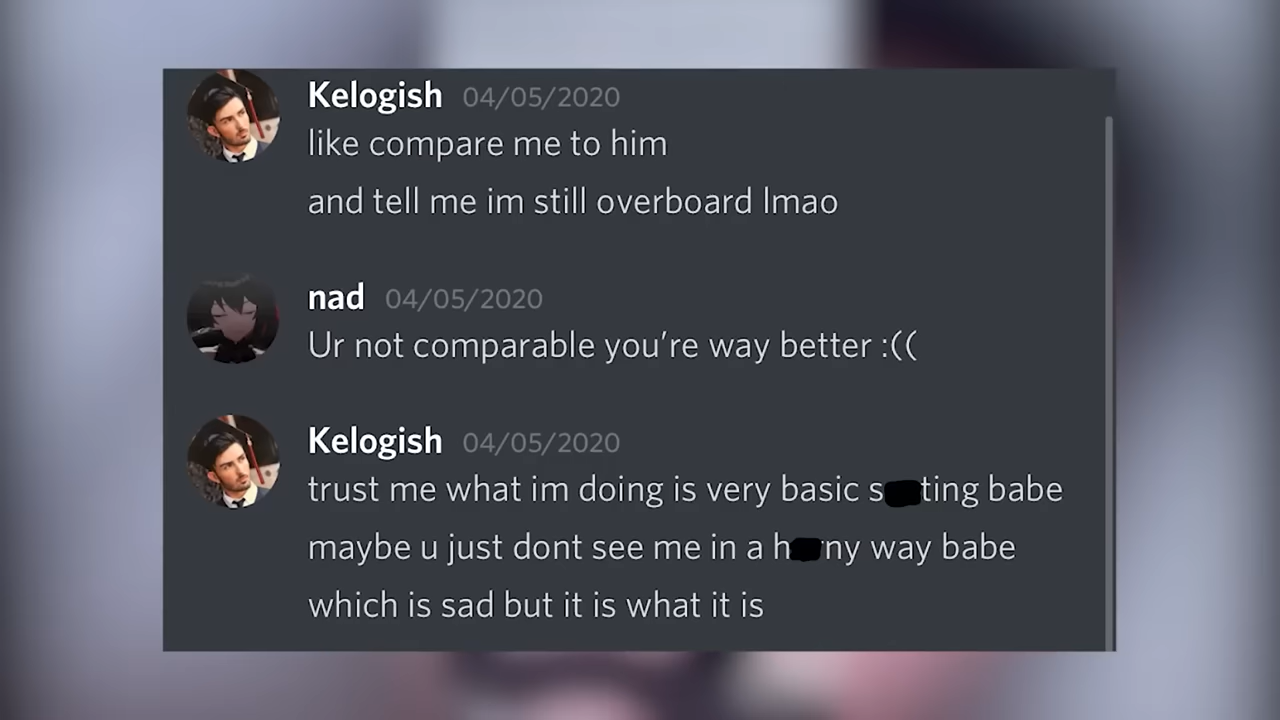 Kelogish 04/05/2020
like compare me to him
and tell me im still overboard lmao
nad 04/05/2020
Ur not comparable you're way better :((
Kelogish 04/05/2020
trust me what im doing is very basic babe
maybe u just dont see me in a way babe
which is sad but it is what it is